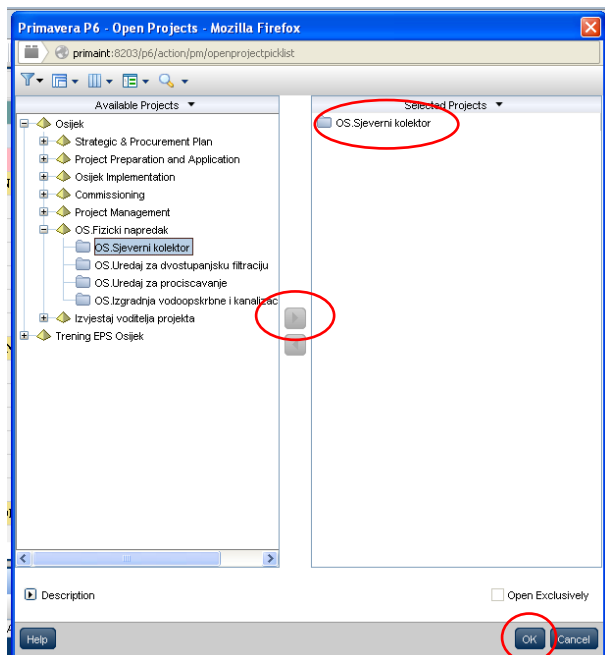 Primavera P6 - Open Projects - Mozilla Firefox
primaint:8203/p6/action/pm/openprojectpicklist
Available Projects
Osijek
Strategic & Procurement Plan
Project Preparation and Application
Osijek Implementation
Commissioning
Project Management
OS.Fizicki napredak
OS.Sjeverni kolektor
OS.Uredaj za dvostupanjsku filtraciju
OS.Uredaj za prociscavanje
OS.Izgradnja vodoopskrbne i kanalizac
Izvjestaj voditelja projekta
Trening EPS Osijek
Selected Projects
OS.Sjeverni kolektor
Description
Open Exclusively
Help
OK
Cancel